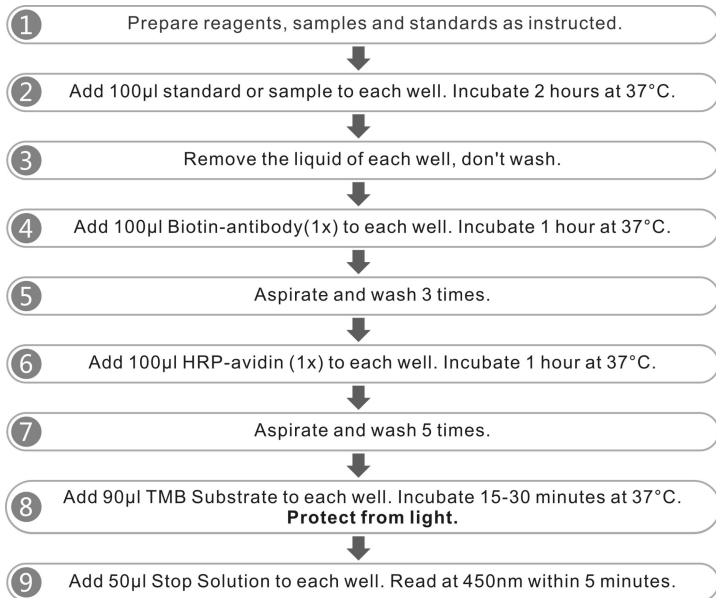 1 Prepare reagents, samples and standards as instructed.
2 Add 100μl standard or sample to each well. Incubate 2 hours at 37°C.
3 Remove the liquid of each well, don't wash.
4 Add 100μl Biotin-antibody(1x) to each well. Incubate 1 hour at 37°C.
5 Aspirate and wash 3 times.
6 Add 100μl HRP-avidin (1x) to each well. Incubate 1 hour at 37°C.
7 Aspirate and wash 5 times.
8 Add 90μl TMB Substrate to each well. Incubate 15-30 minutes at 37°C.
Protect from light.
9 Add 50μl Stop Solution to each well. Read at 450nm within 5 minutes.